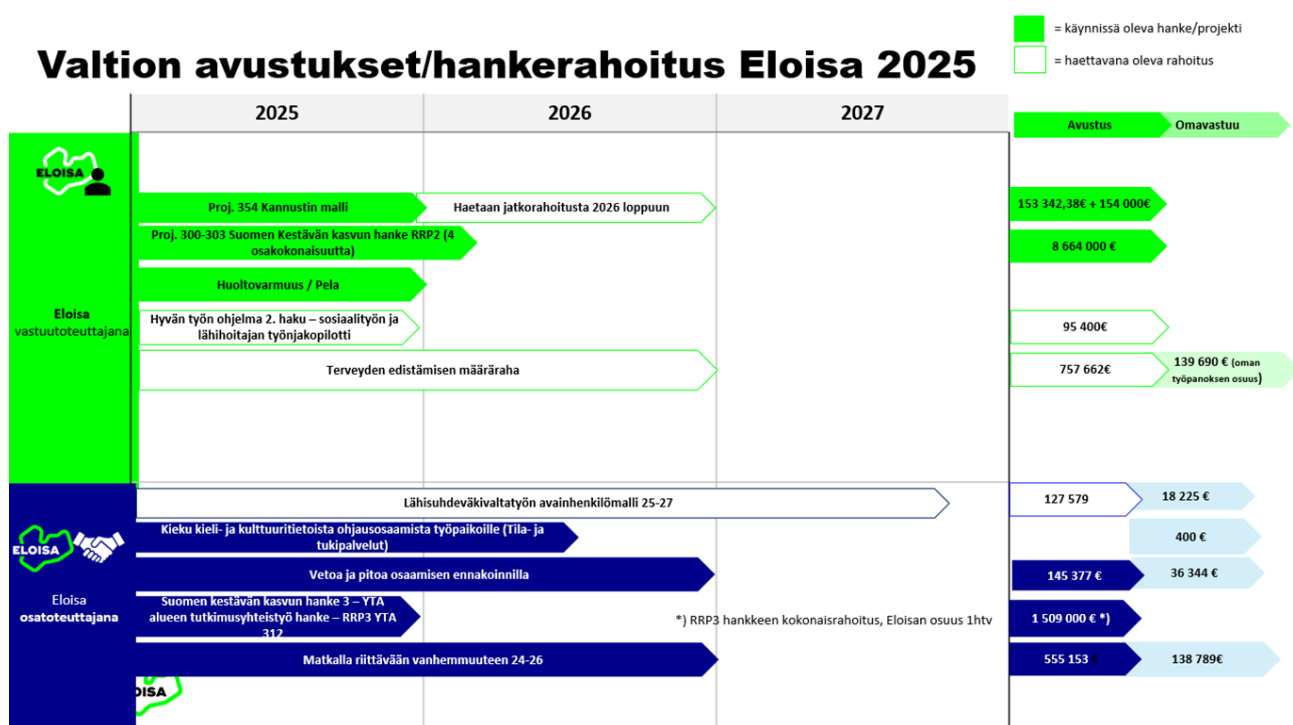 = käynnissä oleva hanke/projekti
= haettavana oleva rahoitus
Valtion avustukset/hankerahoitus Eloisa 2025
2025
2026
2027
Avustus
Omavastuu
ELOISA
Eloisa
vastuutoteuttajana
Proj. 354 Kannustin malli
Haetaan jatkorahoitusta 2026 loppuun
153 342,38€ + 154 000€
Proj. 300-303 Suomen Kestävän kasvun hanke RRP2 (4
osakokonaisuutta)
8 664 000 €
Huoltovarmuus / Pela
Hyvän työn ohjelma 2. haku – sosiaalityön ja
lähihoitajan työnjakopilotti
95 400€
Terveyden edistämisen määräraha
757 662€
139 690 € (oman
työpanoksen osuus)
ELOISA
Eloisa
osatoteuttajana
Lähisuhdeväkivaltatyön avainhenkilömalli 25-27
127 579
18 225 €
Kieku kieli- ja kulttuuritietoista ohjausosaamista työpaikoille (Tila- ja
tukipalvelut)
400 €
Vetoa ja pitoa osaamisen ennakoinnilla
145 377 €
36 344 €
Suomen kestävän kasvun hanke 3 – YTA
alueen tutkimusyhteistyö hanke – RRP3 YTA
312
*) RRP3 hankkeen kokonaisrahoitus, Eloisan osuus 1htv
1 509 000 € *)
Matkalla riittävään vanhemmuuteen 24-26
555 153 €
138 789€
OISA